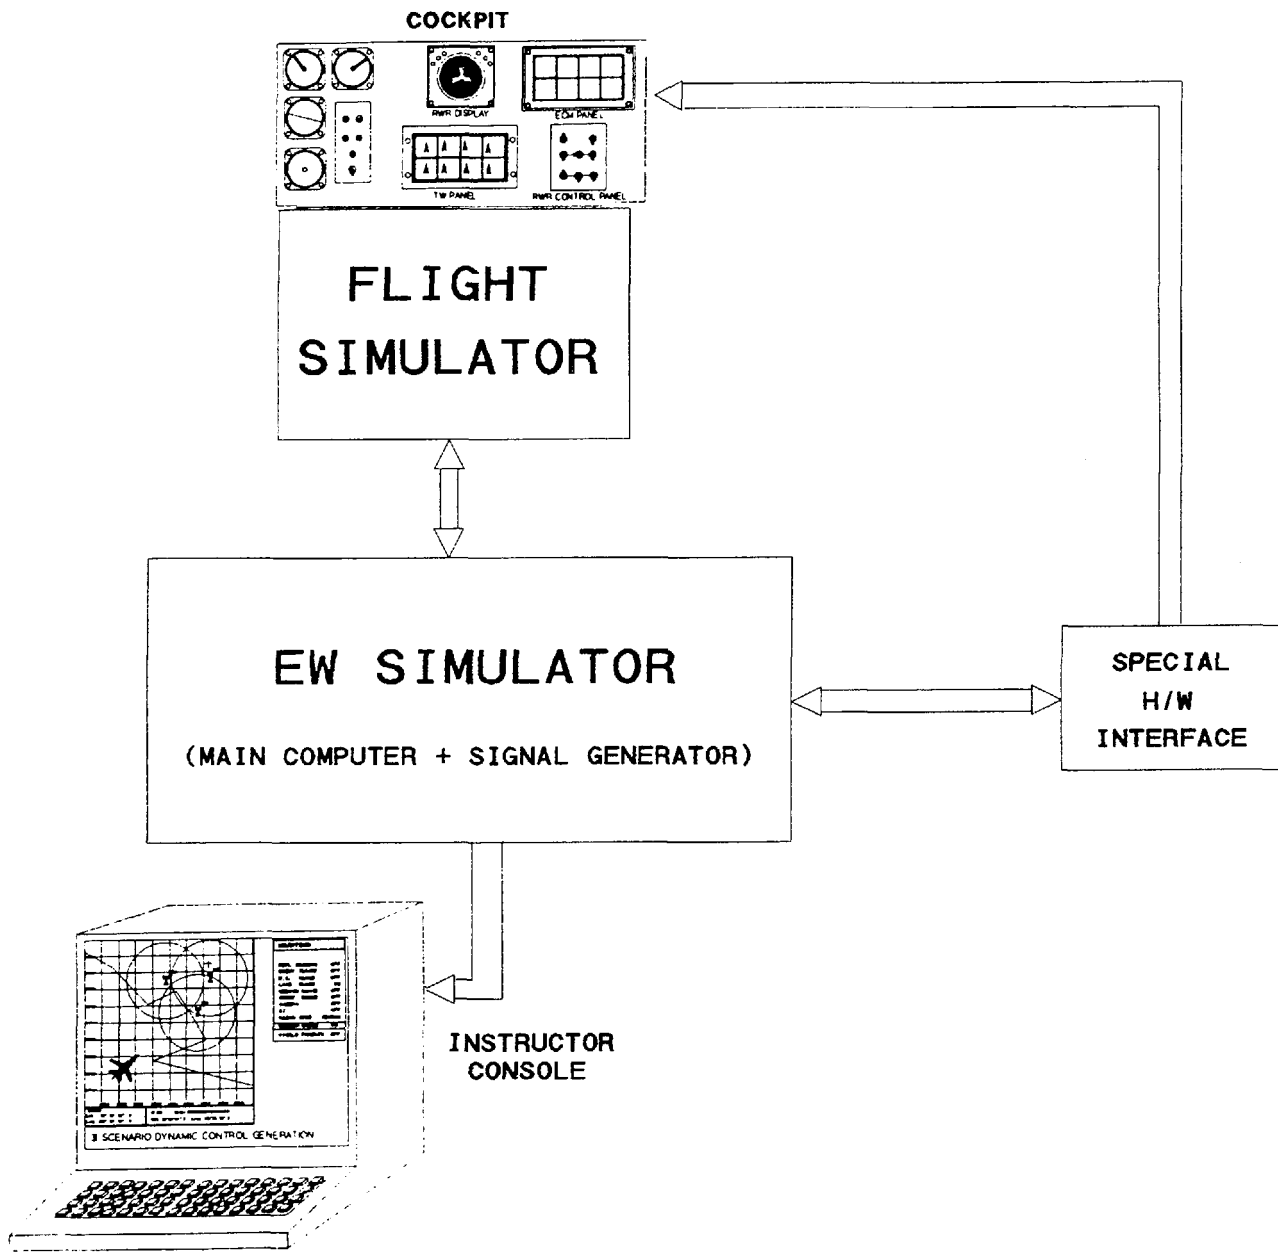 COCKPIT
RWR DISPLAY
ECM PANEL
TW PANEL
RWR CONTROL PANEL
FLIGHT
SIMULATOR
EW SIMULATOR
(MAIN COMPUTER + SIGNAL GENERATOR)
SPECIAL
H/W
INTERFACE
INSTRUCTOR
CONSOLE
SCENARIO DYNAMIC CONTROL GENERATION